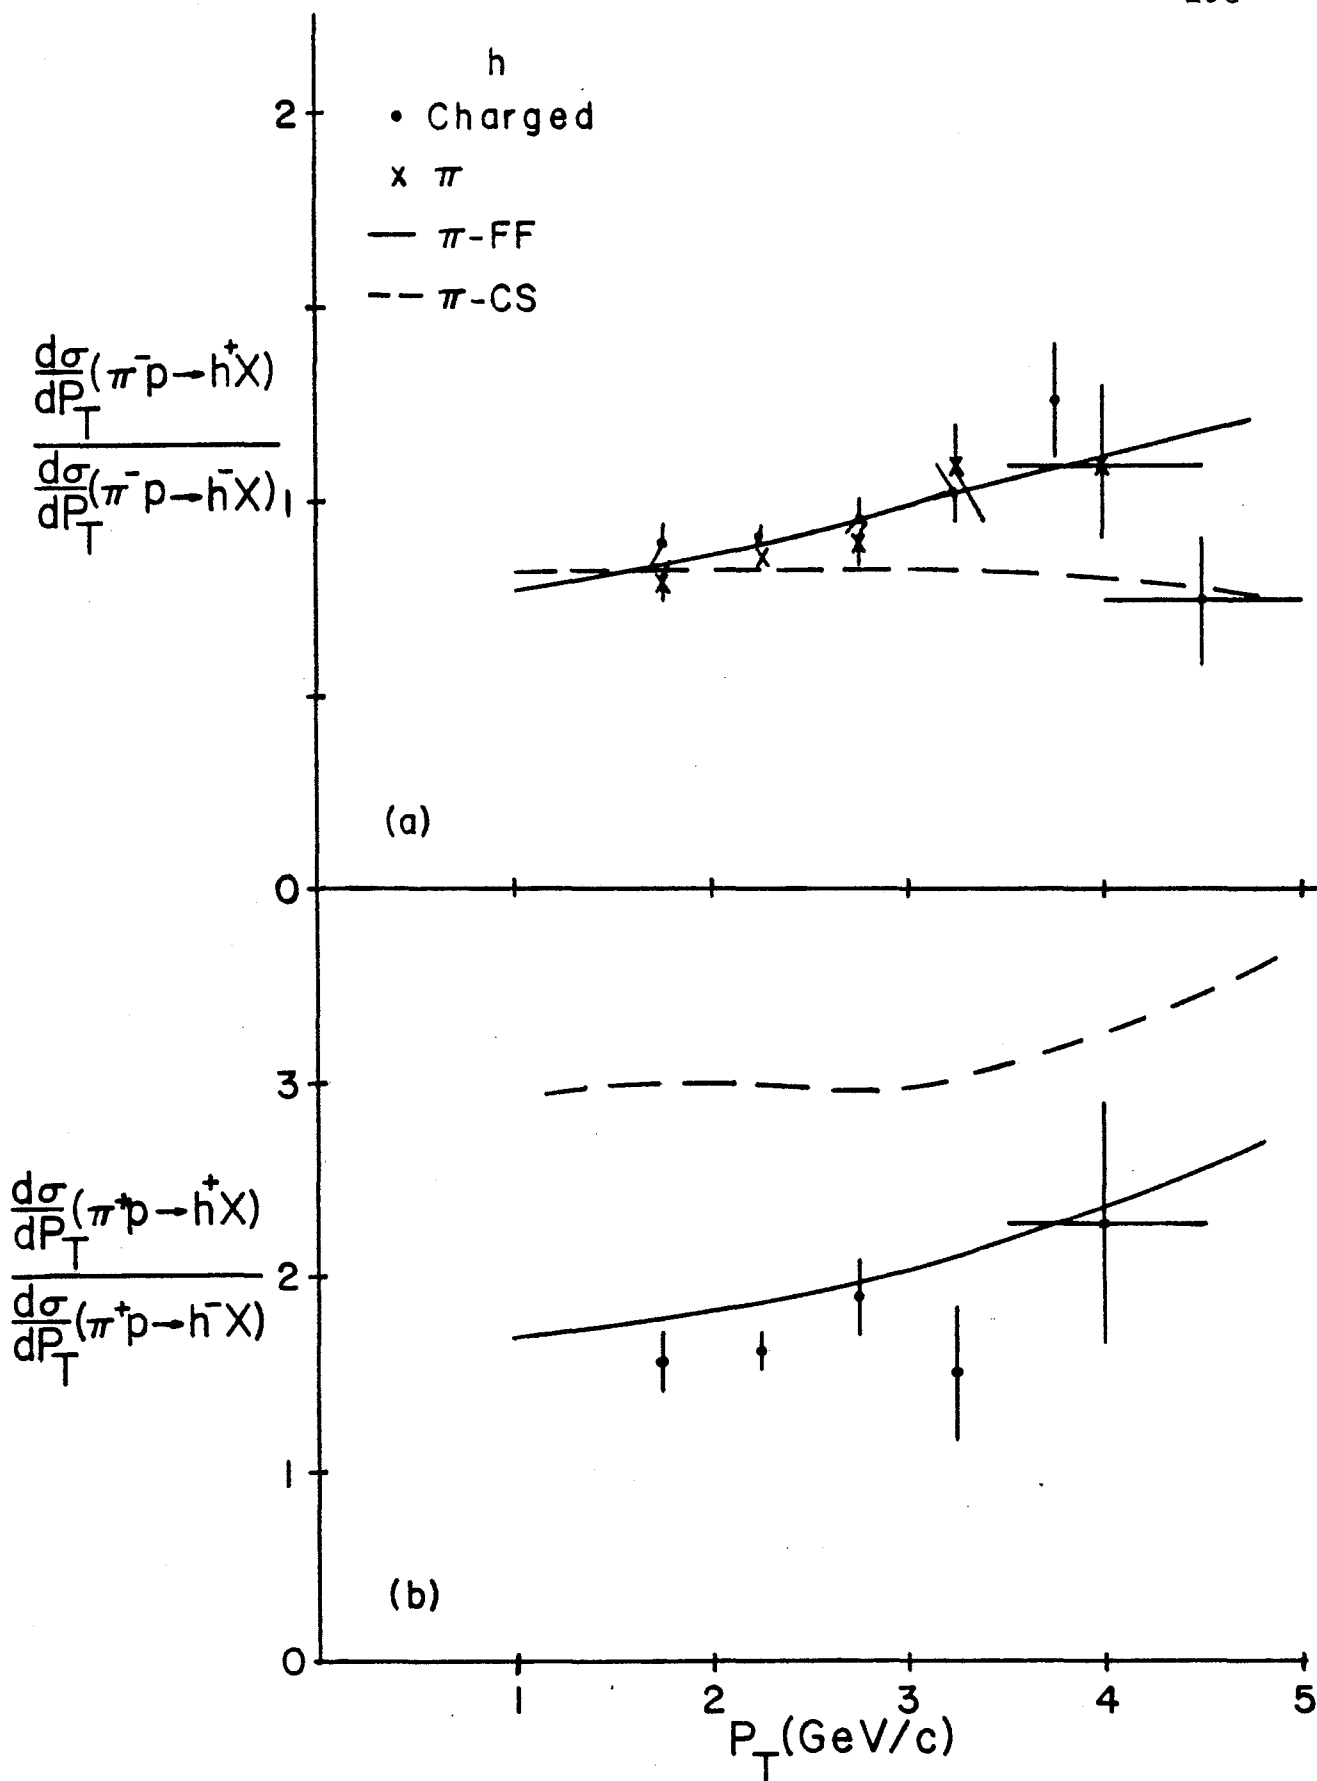 h
2
• Charged
x π
— π-FF
-- π-CS
dσ/dP_T (π⁻p→h⁺X)
dσ/dP_T (π⁻p→h⁻X)
1
(a)
0
3
dσ/dP_T (π⁺p→h⁺X)
2
dσ/dP_T (π⁺p→h⁻X)
1
(b)
0
1 2 3 4 5
P_T (GeV/c)